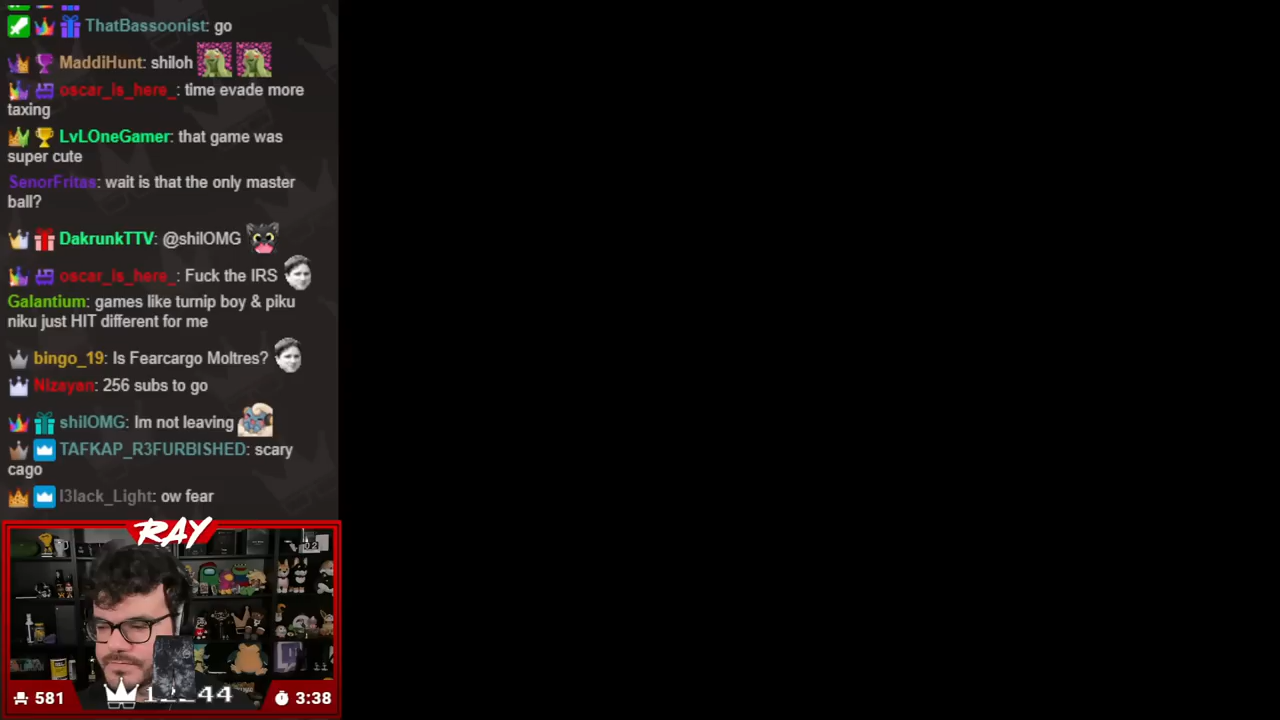 ThatBassoonist: go
MaddiHunt: shiloh
oscar_is_here_: time evade more
taxing
LvLOneGamer: that game was
super cute
SenorFritas: wait is that the only master
ball?
DakrunkTTV: @shilOMG
oscar_is_here_: Fuck the IRS
Galantium: games like turnip boy & piku
niku just HIT different for me
bingo_19: Is Fearcargo Moltres?
Nizayan: 256 subs to go
shilOMG: Im not leaving
TAFKAP_R3FURBISHED: scary
cago
l3lack_Light: ow fear
RAY
581
3:38